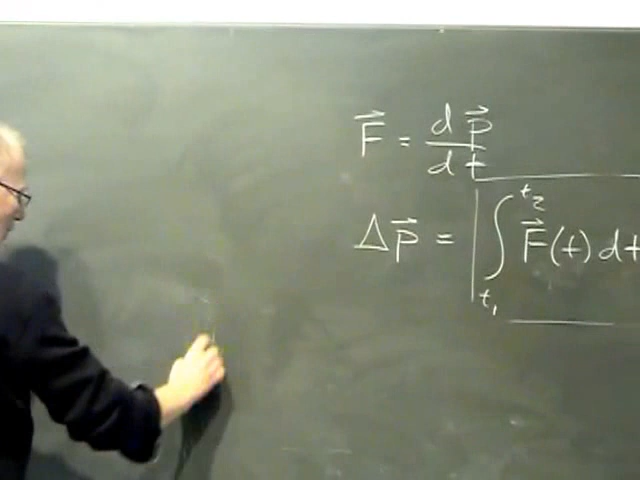 F⃗ = dp⃗/dt
Δp⃗ = ∫_{t₁}^{t₂} F⃗(t)dt